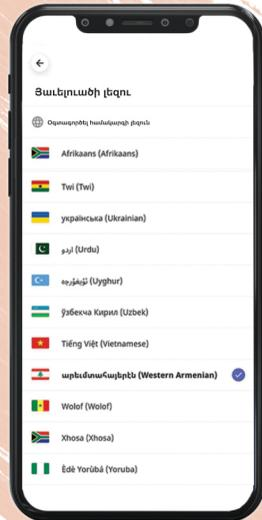 Յաւելուածի լեզու
Օգտագործել համակարգի լեզուն
Afrikaans (Afrikaans)
Twi (Twi)
українська (Ukrainian)
اردو (Urdu)
ئۇيغۇرچە (Uyghur)
ўзбекча Кирил (Uzbek)
Tiếng Việt (Vietnamese)
արեւմտահայերէն (Western Armenian)
Wolof (Wolof)
Xhosa (Xhosa)
Èdè Yorùbá (Yoruba)